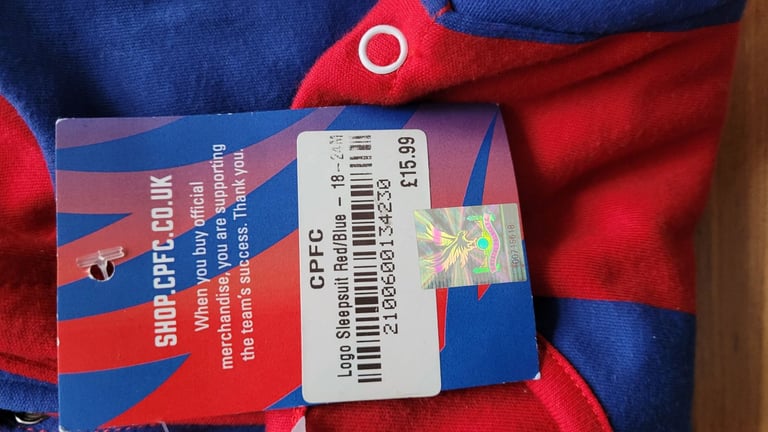 SHOP.CPFC.CO.UK
When you buy official
merchandise, you are supporting
the team's success. Thank you.
CPFC
Logo Sleepsuit Red/Blue - 18-24M
2100600134230
£15.99